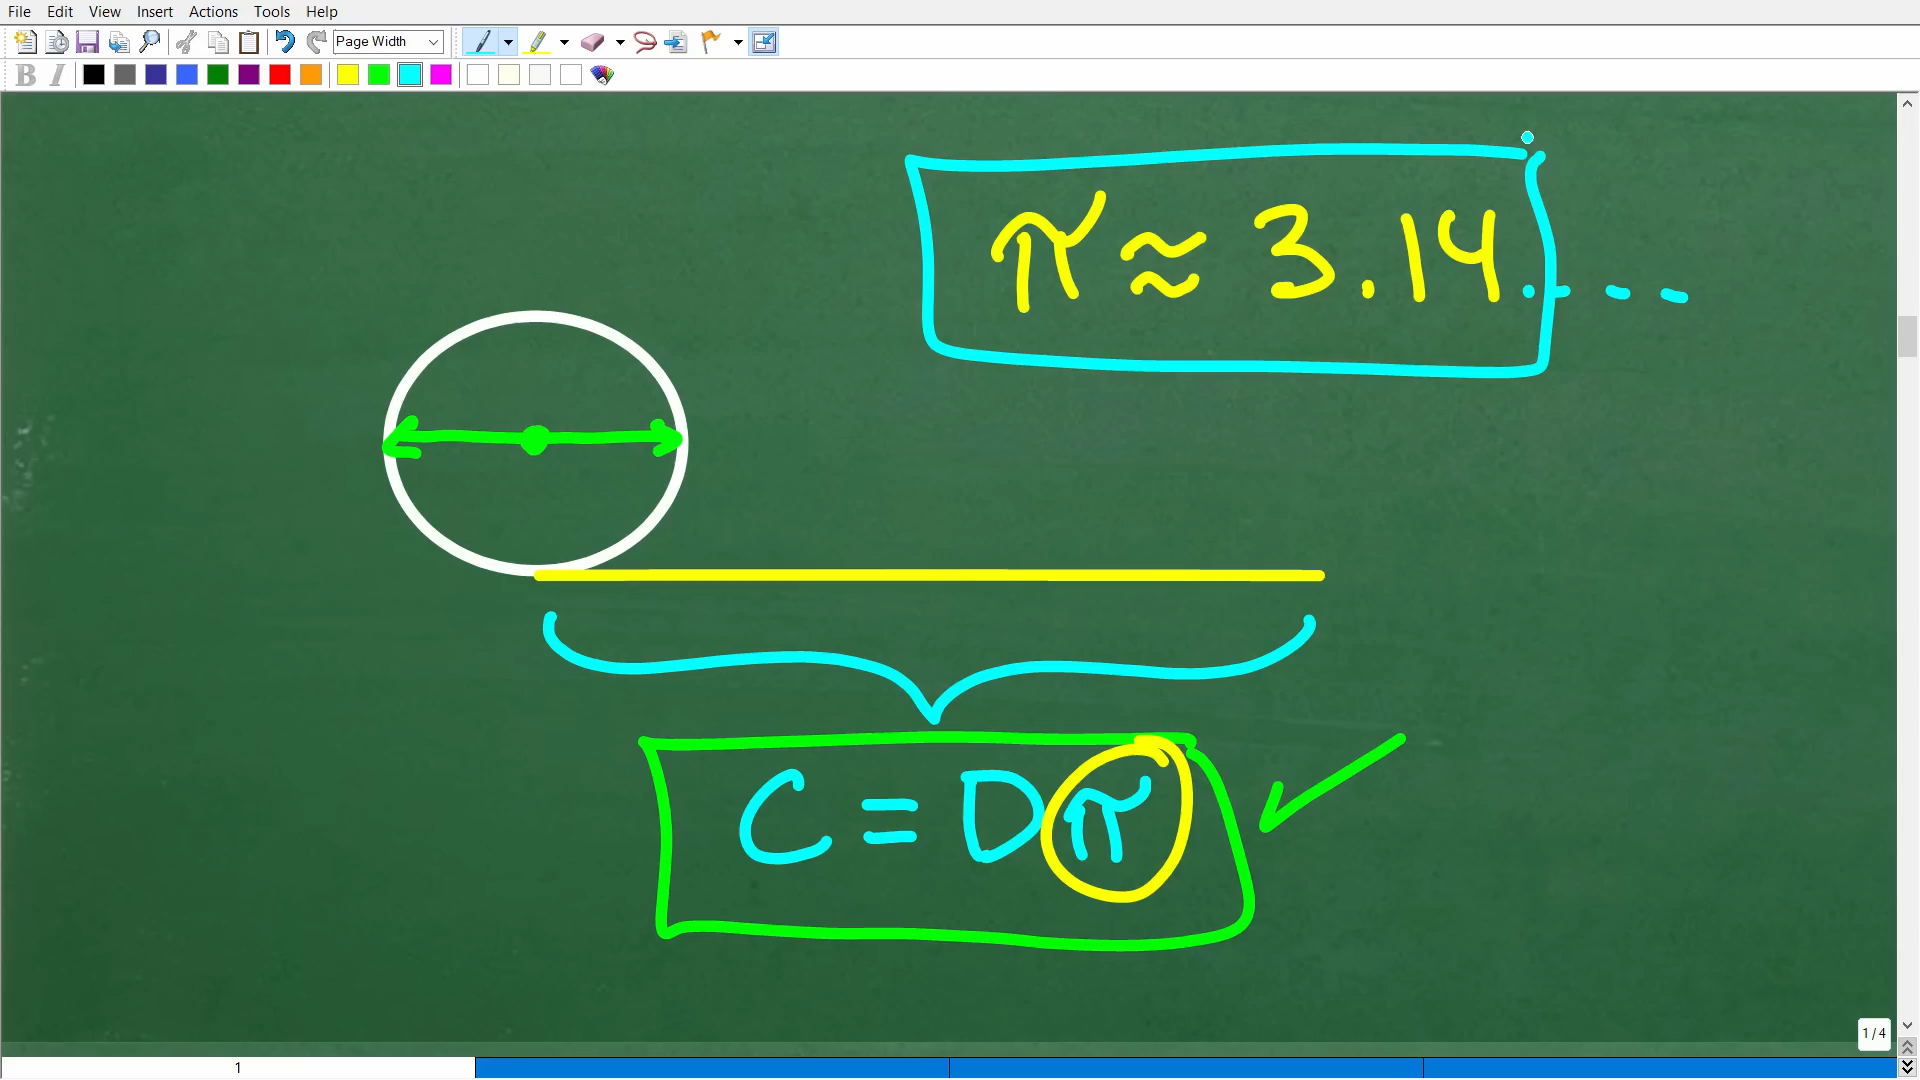 File Edit View Insert Actions Tools Help
Page Width
B I
π ≈ 3.14....
C = Dπ
1 / 4
1